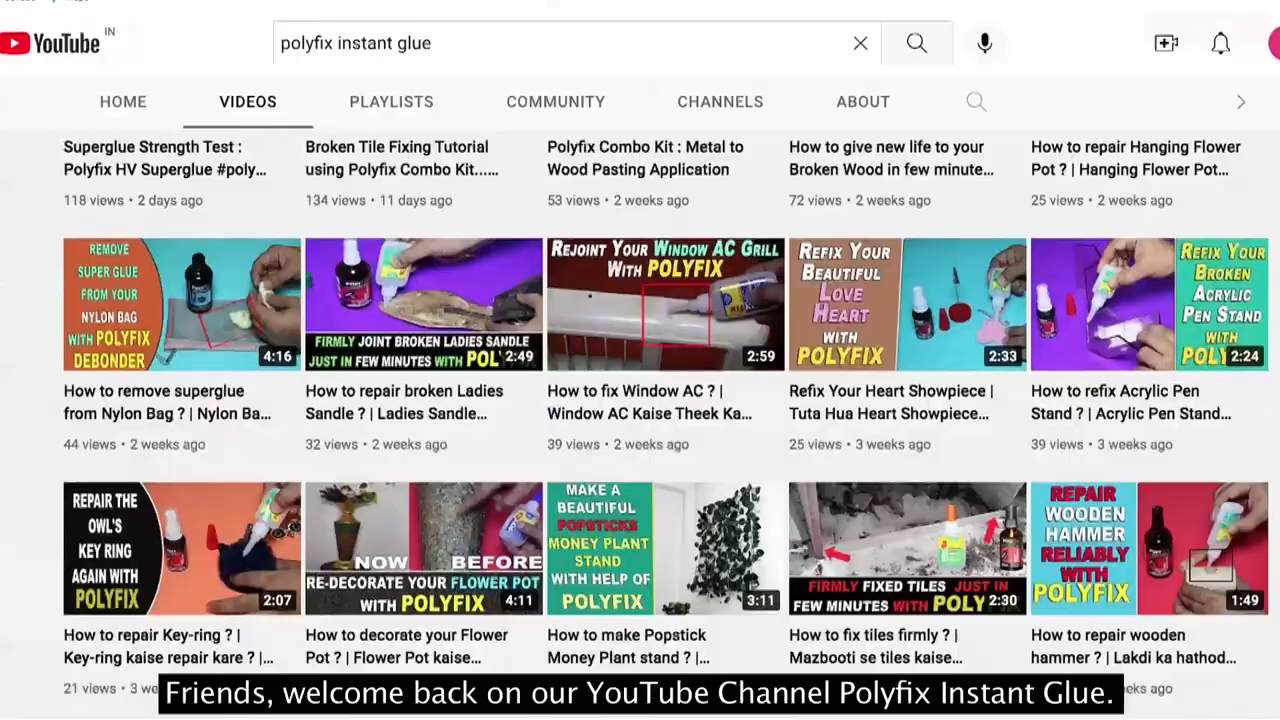 YouTube IN
polyfix instant glue
HOME VIDEOS PLAYLISTS COMMUNITY CHANNELS ABOUT
Superglue Strength Test :
Polyfix HV Superglue #poly...
118 views • 2 days ago
Broken Tile Fixing Tutorial
using Polyfix Combo Kit......
134 views • 11 days ago
Polyfix Combo Kit : Metal to
Wood Pasting Application
53 views • 2 weeks ago
How to give new life to your
Broken Wood in few minute...
72 views • 2 weeks ago
How to repair Hanging Flower
Pot ? | Hanging Flower Pot...
25 views • 2 weeks ago
REMOVE
SUPER GLUE
FROM YOUR
NYLON BAG
WITH POLYFIX
DEBONDER
4:16
How to remove superglue
from Nylon Bag ? | Nylon Ba...
44 views • 2 weeks ago
FIRMLY JOINT BROKEN LADIES SANDLE
JUST IN FEW MINUTES WITH POL
2:49
How to repair broken Ladies
Sandle ? | Ladies Sandle...
32 views • 2 weeks ago
REJOINT YOUR WINDOW AC GRILL
WITH POLYFIX
2:59
How to fix Window AC ? |
Window AC Kaise Theek Ka...
39 views • 2 weeks ago
REFIX YOUR
BEAUTIFUL
LOVE
HEART
WITH
POLYFIX
2:33
Refix Your Heart Showpiece |
Tuta Hua Heart Showpiece...
25 views • 3 weeks ago
REFIX YOUR
BROKEN
ACRYLIC
PEN STAND
WITH
POLY
2:24
How to refix Acrylic Pen
Stand ? | Acrylic Pen Stand...
39 views • 3 weeks ago
REPAIR THE
OWL'S
KEY RING
AGAIN WITH
POLYFIX
2:07
How to repair Key-ring ? |
Key-ring kaise repair kare ? |...
21 views • 3 we
NOW BEFORE
RE-DECORATE YOUR FLOWER POT
WITH POLYFIX
4:11
How to decorate your Flower
Pot ? | Flower Pot kaise...
MAKE A
BEAUTIFUL
POPSTICKS
MONEY PLANT
STAND
WITH HELP OF
POLYFIX
3:11
How to make Popstick
Money Plant stand ? |...
FIRMLY FIXED TILES JUST IN
FEW MINUTES WITH POLY
2:30
How to fix tiles firmly ? |
Mazbooti se tiles kaise...
REPAIR
WOODEN
HAMMER
RELIABLY
WITH
POLYFIX
1:49
How to repair wooden
hammer ? | Lakdi ka hathod...
eks ago
Friends, welcome back on our YouTube Channel Polyfix Instant Glue.